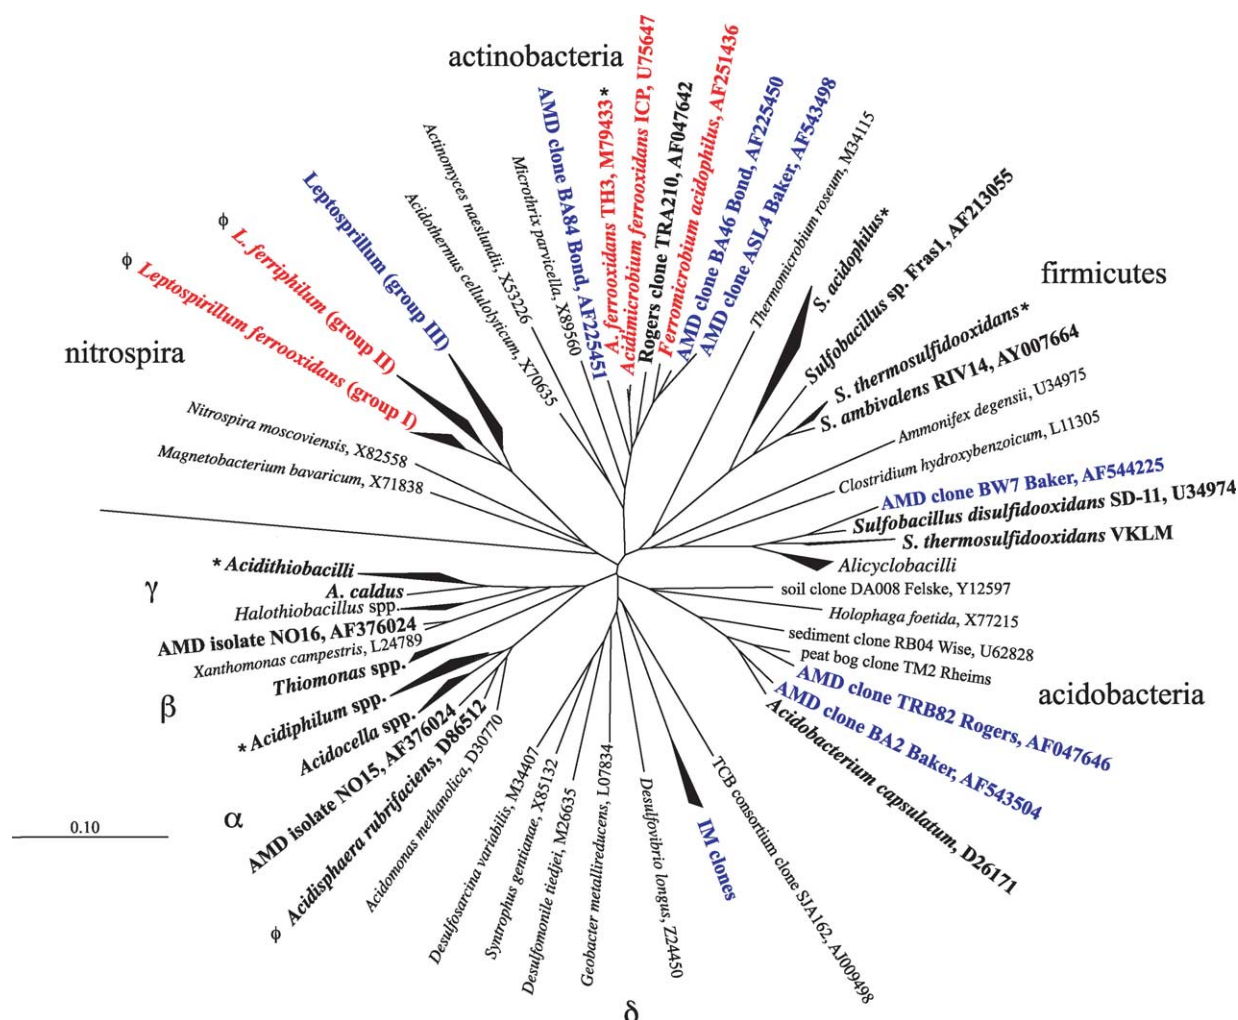 actinobacteria
Actinomyces naeslundii, X53226
Acidothermus cellulolyticum, X70635
Microthrix parvicella, X89560
AMD clone BA84 Bond, AF225451
A. ferrooxidans TH3, M79433 *
Acidimicrobium ferrooxidans ICP, U75647
Rogers clone TRA210, AF047642
Ferromicrobium acidophilus, AF251436
AMD clone BA46 Bond, AF225450
AMD clone ASL4 Baker, AF543498
Thermomicrobium roseum, M34115
firmicutes
S. acidophilus*
Sulfobacillus sp. Fras1, AF213055
S. thermosulfidooxidans*
S. ambivalens RIV14, AY007664
Ammonifex degensii, U34975
Clostridium hydroxybenzoicum, L11305
AMD clone BW7 Baker, AF544225
Sulfobacillus disulfidooxidans SD-11, U34974
S. thermosulfidooxidans VKLM
Alicyclobacilli
acidobacteria
soil clone DA008 Felske, Y12597
Holophaga foetida, X77215
sediment clone RB04 Wise, U62828
peat bog clone TM2 Rheims
AMD clone TRB82 Rogers, AF047646
AMD clone BA2 Baker, AF543504
Acidobacterium capsulatum, D26171
TCB consortium clone SJA162, AJ009498
IM clones
δ
Desulfovibrio longus, Z24450
Geobacter metallireducens, L07834
Desulfomonile tiedjei, M26635
Syntrophus gentianae, X85132
Desulfosarcina variabilis, M34407
α
Acidomonas methanolica, D30770
ϕ Acidisphaera rubrifaciens, D86512
AMD isolate NO15, AF376024
Acidocella spp.
* Acidiphilum spp.
β
Thiomonas spp.
γ
Xanthomonas campestris, L24789
AMD isolate NO16, AF376024
Halothiobacillus spp.
A. caldus
* Acidithiobacilli
nitrospira
Magnetobacterium bavaricum, X71838
Nitrospira moscoviensis, X82558
ϕ Leptospirillum ferrooxidans (group I)
ϕ L. ferriphilum (group II)
Leptosprillum (group III)
0.10